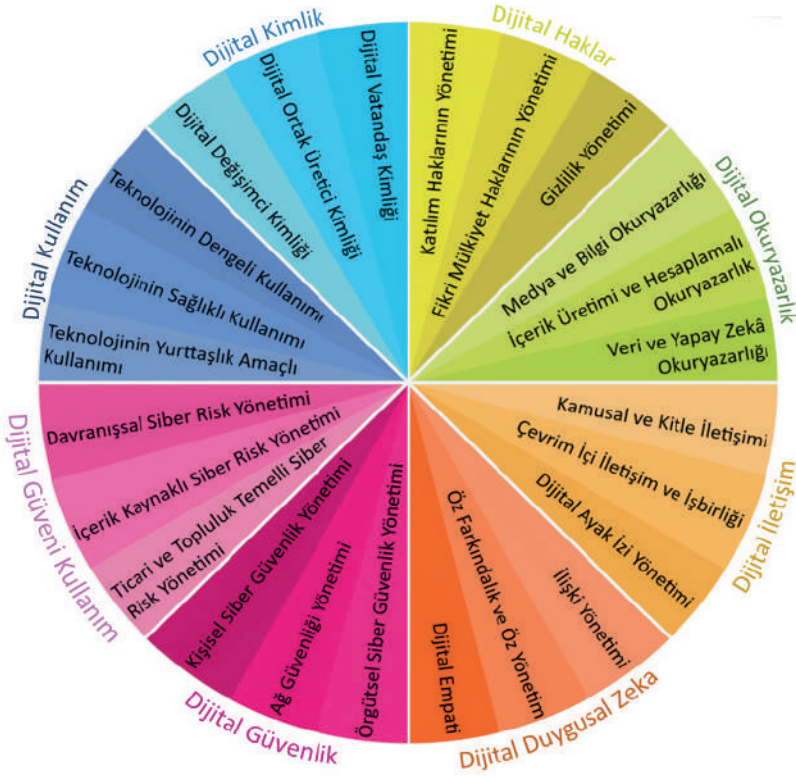 Dijital Kimlik
Dijital Vatandaş Kimliği
Dijital Ortak Üretici Kimliği
Dijital Değişimci Kimliği
Dijital Haklar
Katılım Haklarının Yönetimi
Fikri Mülkiyet Haklarının Yönetimi
Gizlilik Yönetimi
Dijital Okuryazarlık
Medya ve Bilgi Okuryazarlığı
İçerik Üretimi ve Hesaplamalı
Okuryazarlık
Veri ve Yapay Zekâ
Okuryazarlığı
Dijital İletişim
Kamusal ve Kitle İletişimi
Çevrim İçi İletişim ve İşbirliği
Dijital Ayak İzi Yönetimi
Dijital Duygusal Zeka
İlişki Yönetimi
Öz Farkındalık ve Öz Yönetim
Dijital Empati
Dijital Güvenlik
Örgütsel Siber Güvenlik Yönetimi
Ağ Güvenliği Yönetimi
Kişisel Siber Güvenlik Yönetimi
Dijital Güveni Kullanım
Ticari ve Topluluk Temelli Siber
Risk Yönetimi
İçerik Kaynaklı Siber Risk Yönetimi
Davranışsal Siber Risk Yönetimi
Dijital Kullanım
Teknolojinin Yurttaşlık Amaçlı
Kullanımı
Teknolojinin Sağlıklı Kullanımı
Teknolojinin Dengeli Kullanımı